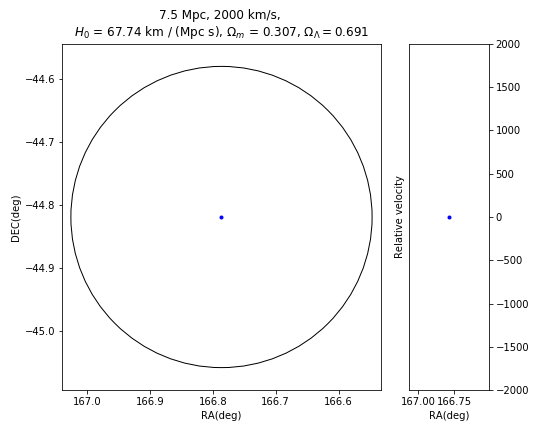 7.5 Mpc, 2000 km/s,
H₀ = 67.74 km / (Mpc s), Ωₘ = 0.307, Ω_Λ = 0.691
−44.6
−44.7
−44.8
−44.9
−45.0
DEC(deg)
167.0 166.9 166.8 166.7 166.6
RA(deg)
Relative velocity
2000
1500
1000
500
0
−500
−1000
−1500
−2000
167.00 166.75
RA(deg)